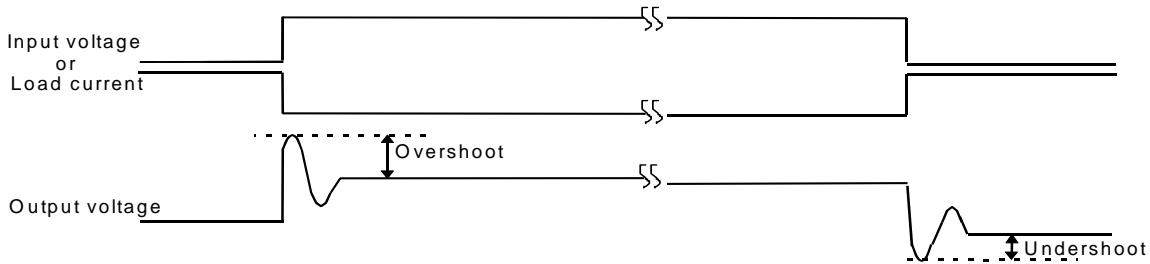 Input voltage
or
Load current
Overshoot
Output voltage
Undershoot